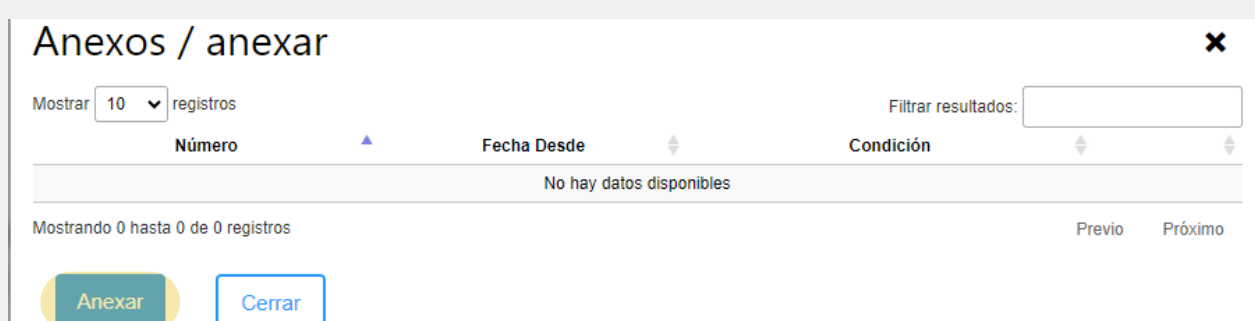 Anexos / anexar
Mostrar 10 registros Filtrar resultados:
Número Fecha Desde Condición
No hay datos disponibles
Mostrando 0 hasta 0 de 0 registros Previo Próximo
Anexar Cerrar